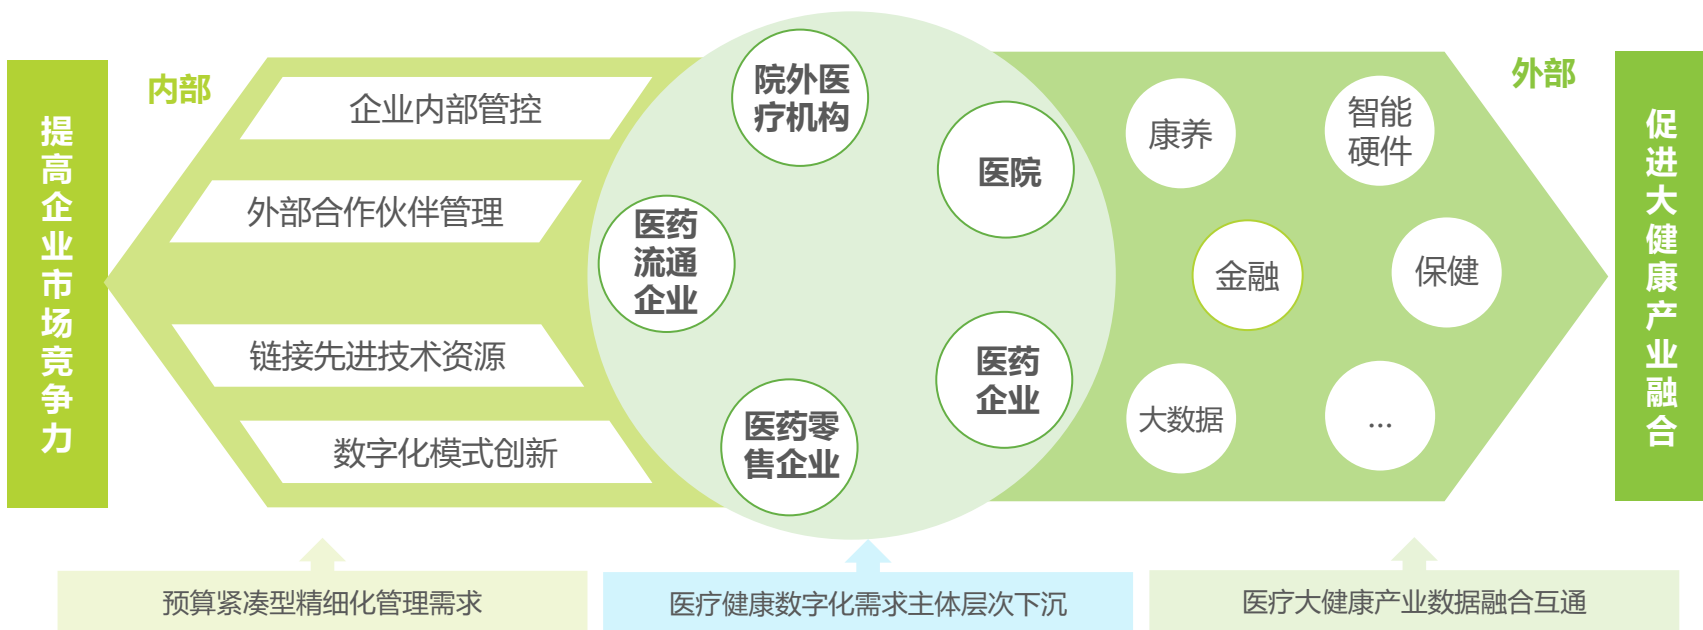 提高企业市场竞争力
内部
企业内部管控
外部合作伙伴管理
链接先进技术资源
数字化模式创新
院外医
疗机构
医院
医药
流通
企业
医药
企业
医药零
售企业
外部
康养
智能
硬件
金融
保健
大数据
...
促进大健康产业融合
预算紧凑型精细化管理需求
医疗健康数字化需求主体层次下沉
医疗大健康产业数据融合互通